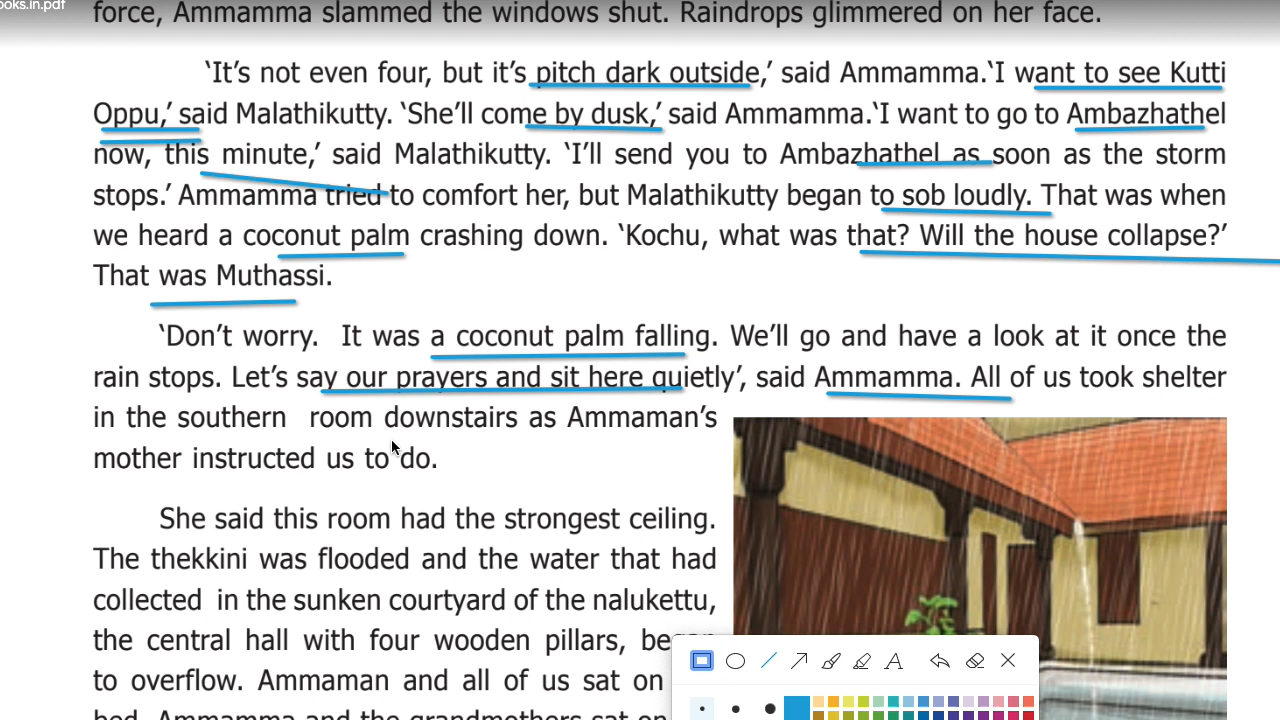 ooks.in.pdf
force, Ammamma slammed the windows shut. Raindrops glimmered on her face.
‘It’s not even four, but it’s pitch dark outside,’ said Ammamma.‘I want to see Kutti
Oppu,’ said Malathikutty. ‘She’ll come by dusk,’ said Ammamma.‘I want to go to Ambazhathel
now, this minute,’ said Malathikutty. ‘I’ll send you to Ambazhathel as soon as the storm
stops.’ Ammamma tried to comfort her, but Malathikutty began to sob loudly. That was when
we heard a coconut palm crashing down. ‘Kochu, what was that? Will the house collapse?’
That was Muthassi.
‘Don’t worry. It was a coconut palm falling. We’ll go and have a look at it once the
rain stops. Let’s say our prayers and sit here quietly’, said Ammamma. All of us took shelter
in the southern room downstairs as Ammaman’s
mother instructed us to do.
She said this room had the strongest ceiling.
The thekkini was flooded and the water that had
collected in the sunken courtyard of the nalukettu,
the central hall with four wooden pillars, began
to overflow. Ammaman and all of us sat on
bed. Ammamma and the grandmothers sat on